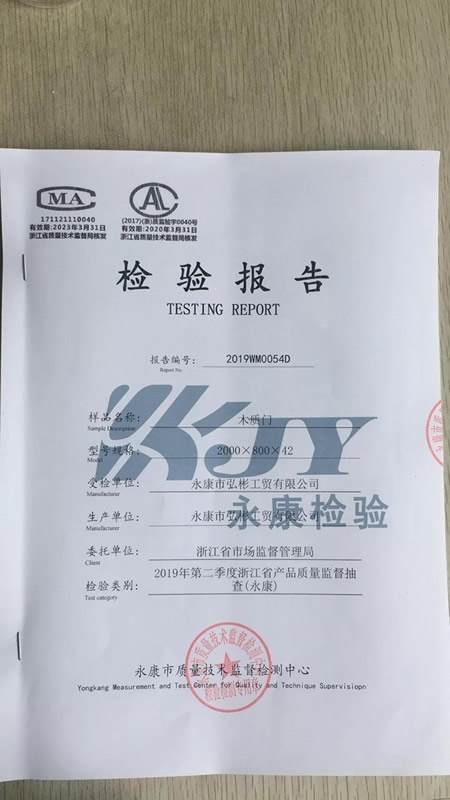 MA
AL
171121110040
有效期:2023年3月31日
浙江省质量技术监督局核发
(2017)(浙)质监验字0040号
有效期:2020年3月31日
浙江省质量技术监督局核发
检验报告
TESTING REPORT
报告编号: 2019WM0054D
Report No.
YKJY
永康检验
样品名称: 木质门
Sample Description
型号规格: 2000×800×42
Model
受检单位: 永康市弘彬工贸有限公司
Manufacturer
生产单位: 永康市弘彬工贸有限公司
Manufacturer
委托单位: 浙江省市场监督管理局
Client
检验类别: 2019年第二季度浙江省产品质量监督抽
查(永康)
Test category
永康市质量技术监督检测中心
Yongkang Measurement and Test Center for Quality and Technique Supervisiopn
检验检测专用章